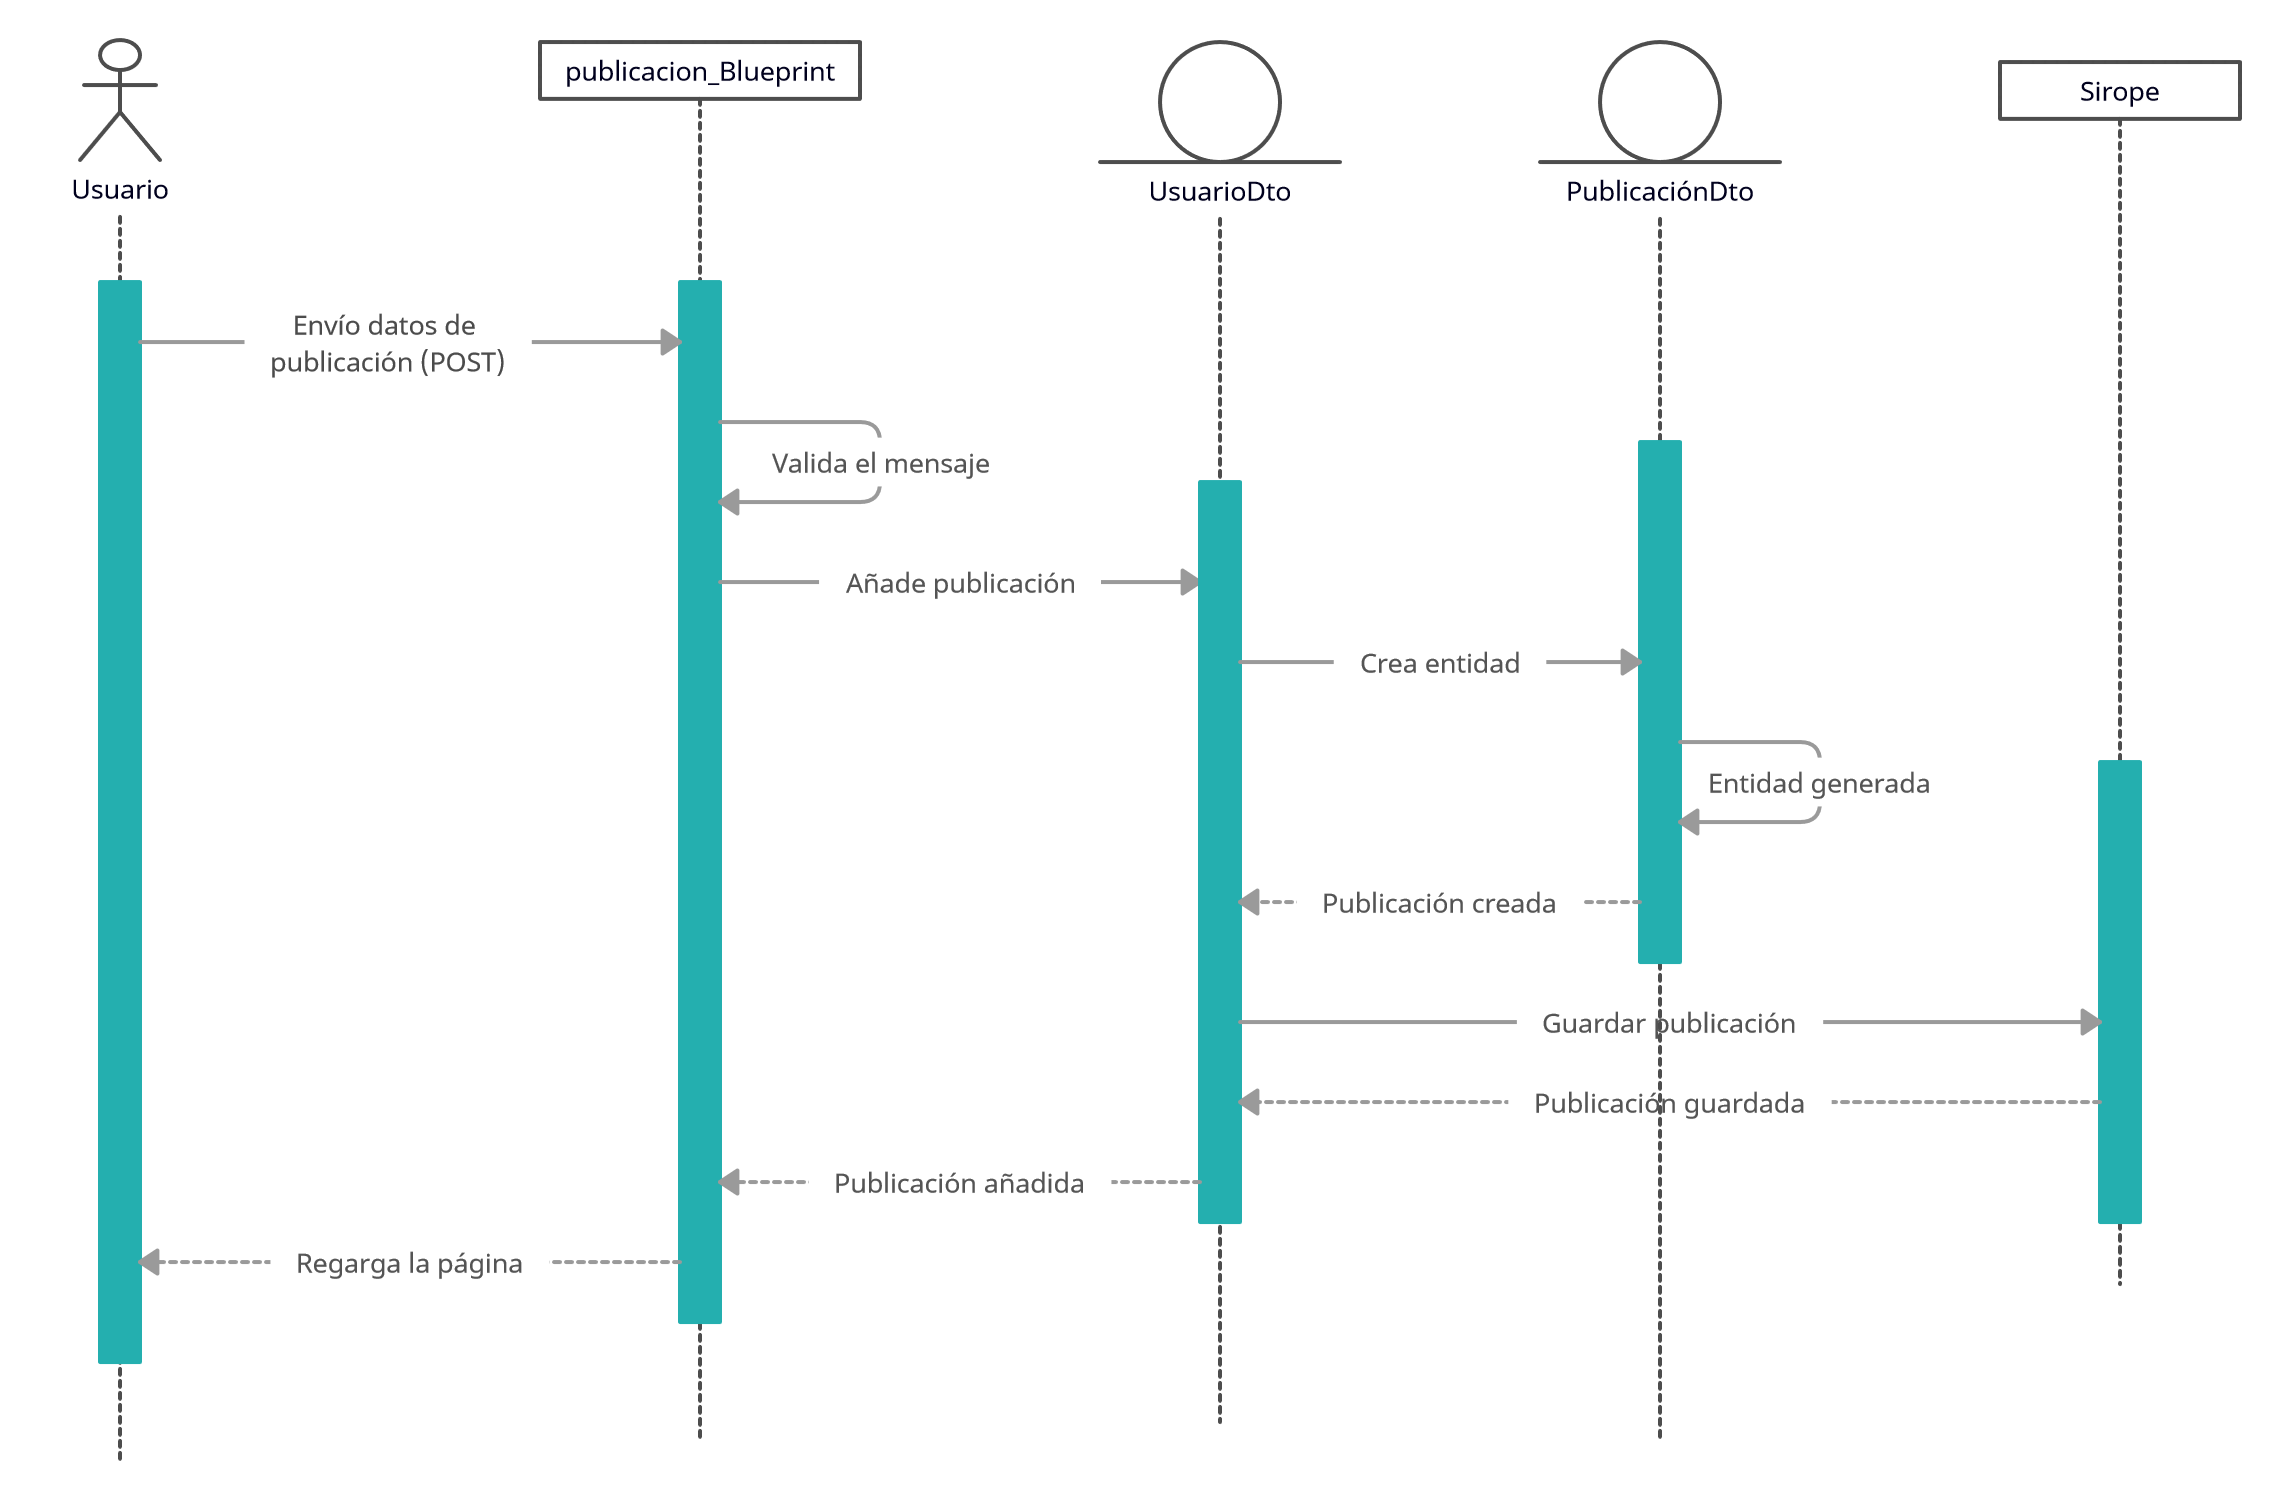 publicacion_Blueprint
Sirope
Usuario
UsuarioDto
PublicaciónDto
Envío datos de
publicación (POST)
Valida el mensaje
Añade publicación
Crea entidad
Entidad generada
Publicación creada
Guardar publicación
Publicación guardada
Publicación añadida
Regarga la página